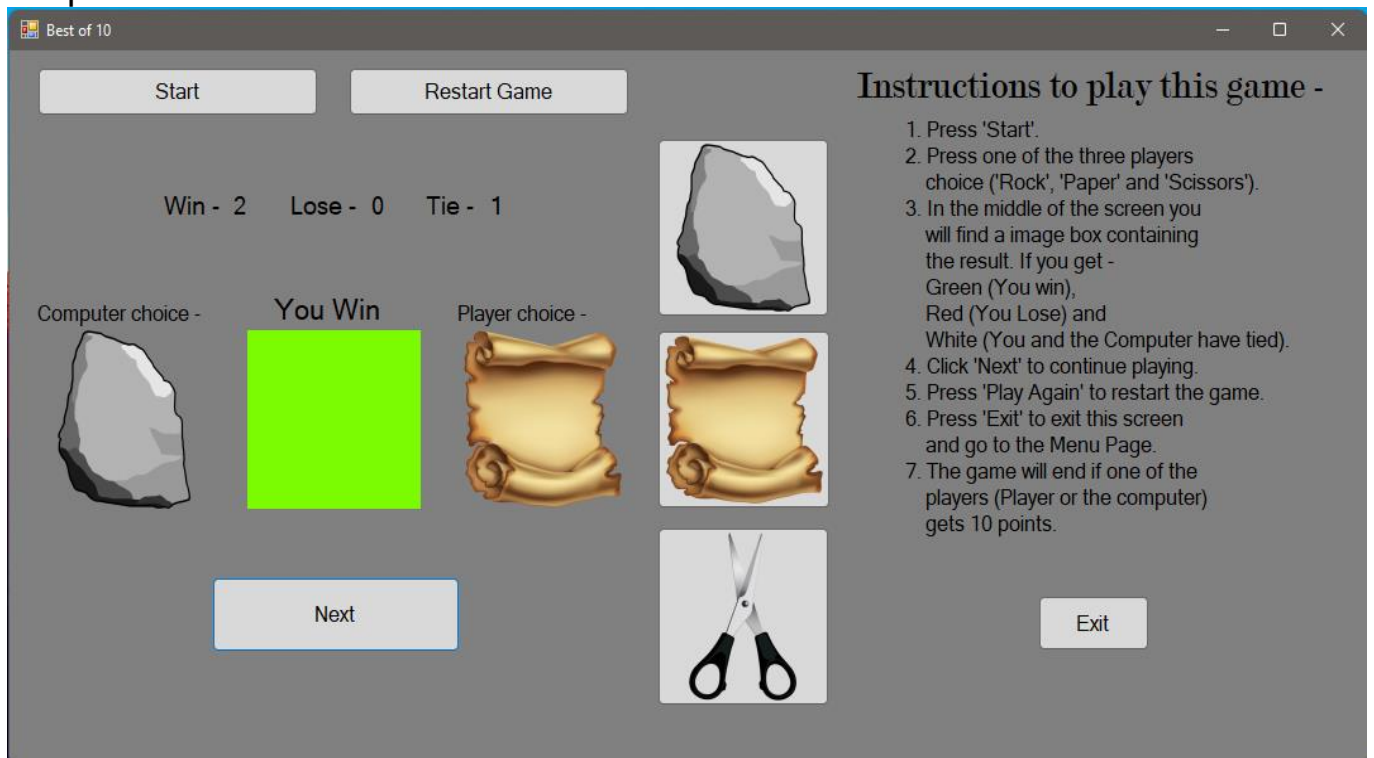 Best of 10
Start
Restart Game
Win - 2 Lose - 0 Tie - 1
Computer choice -
You Win
Player choice -
Next
Instructions to play this game -
1. Press 'Start'.
2. Press one of the three players
choice ('Rock', 'Paper' and 'Scissors').
3. In the middle of the screen you
will find a image box containing
the result. If you get -
Green (You win),
Red (You Lose) and
White (You and the Computer have tied).
4. Click 'Next' to continue playing.
5. Press 'Play Again' to restart the game.
6. Press 'Exit' to exit this screen
and go to the Menu Page.
7. The game will end if one of the
players (Player or the computer)
gets 10 points.
Exit